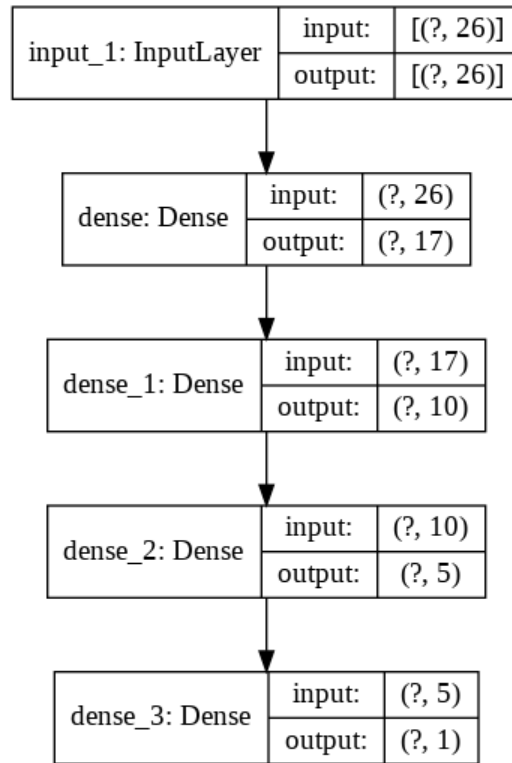 input_1: InputLayer
input:
[(?, 26)]
output:
[(?, 26)]
dense: Dense
input:
(?, 26)
output:
(?, 17)
dense_1: Dense
input:
(?, 17)
output:
(?, 10)
dense_2: Dense
input:
(?, 10)
output:
(?, 5)
dense_3: Dense
input:
(?, 5)
output:
(?, 1)